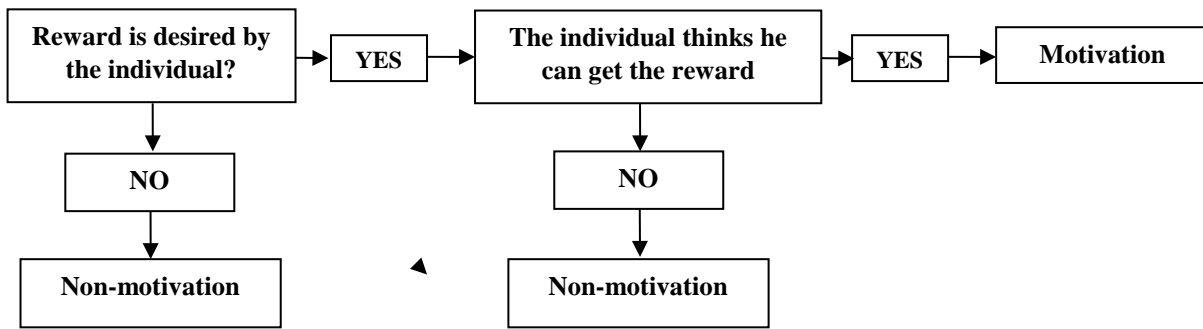 Reward is desired by
the individual?
YES
The individual thinks he
can get the reward
YES
Motivation
NO
NO
Non-motivation
Non-motivation